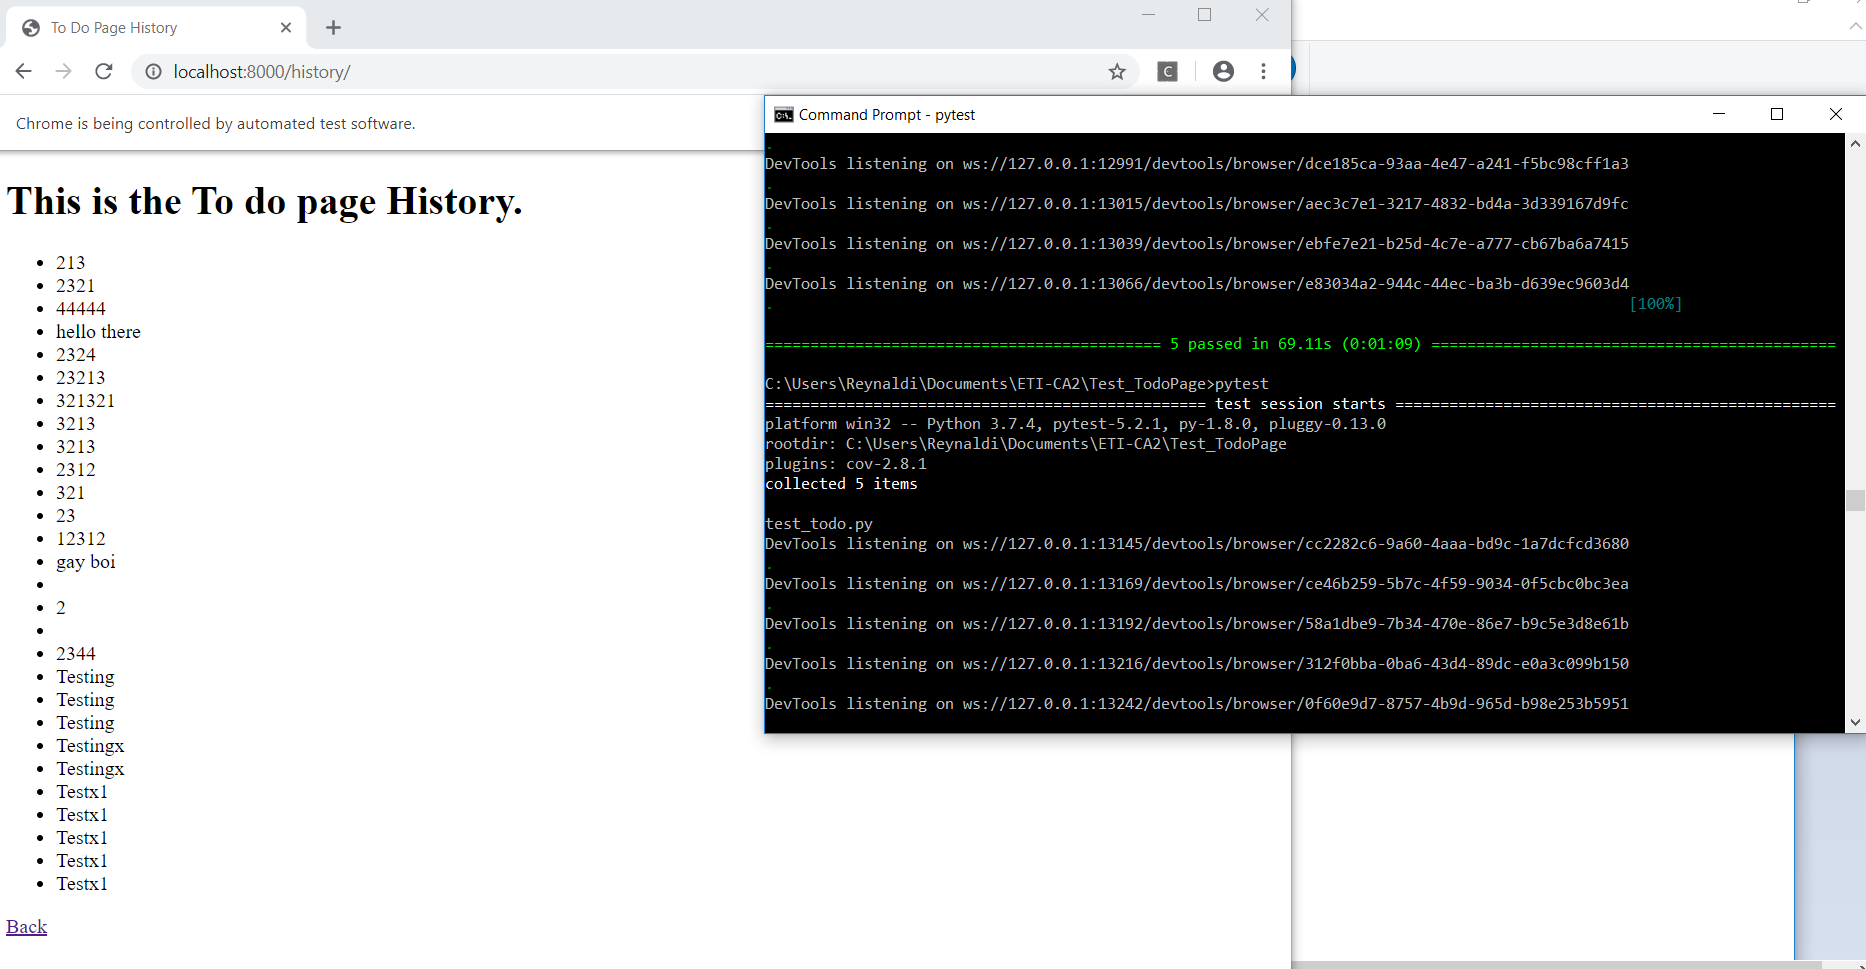 To Do Page History
localhost:8000/history/
Chrome is being controlled by automated test software.
This is the To do page History.
213
2321
44444
hello there
2324
23213
321321
3213
3213
2312
321
23
12312
gay boi
2
2344
Testing
Testing
Testing
Testingx
Testingx
Testx1
Testx1
Testx1
Testx1
Testx1
Back
Command Prompt - pytest
.
DevTools listening on ws://127.0.0.1:12991/devtools/browser/dce185ca-93aa-4e47-a241-f5bc98cff1a3
.
DevTools listening on ws://127.0.0.1:13015/devtools/browser/aec3c7e1-3217-4832-bd4a-3d339167d9fc
.
DevTools listening on ws://127.0.0.1:13039/devtools/browser/ebfe7e21-b25d-4c7e-a777-cb67ba6a7415
.
DevTools listening on ws://127.0.0.1:13066/devtools/browser/e83034a2-944c-44ec-ba3b-d639ec9603d4
. [100%]
============================================ 5 passed in 69.11s (0:01:09) =============================================
C:\Users\Reynaldi\Documents\ETI-CA2\Test_TodoPage>pytest
================================================= test session starts =================================================
platform win32 -- Python 3.7.4, pytest-5.2.1, py-1.8.0, pluggy-0.13.0
rootdir: C:\Users\Reynaldi\Documents\ETI-CA2\Test_TodoPage
plugins: cov-2.8.1
collected 5 items
test_todo.py
DevTools listening on ws://127.0.0.1:13145/devtools/browser/cc2282c6-9a60-4aaa-bd9c-1a7dcfcd3680
.
DevTools listening on ws://127.0.0.1:13169/devtools/browser/ce46b259-5b7c-4f59-9034-0f5cbc0bc3ea
.
DevTools listening on ws://127.0.0.1:13192/devtools/browser/58a1dbe9-7b34-470e-86e7-b9c5e3d8e61b
.
DevTools listening on ws://127.0.0.1:13216/devtools/browser/312f0bba-0ba6-43d4-89dc-e0a3c099b150
.
DevTools listening on ws://127.0.0.1:13242/devtools/browser/0f60e9d7-8757-4b9d-965d-b98e253b5951